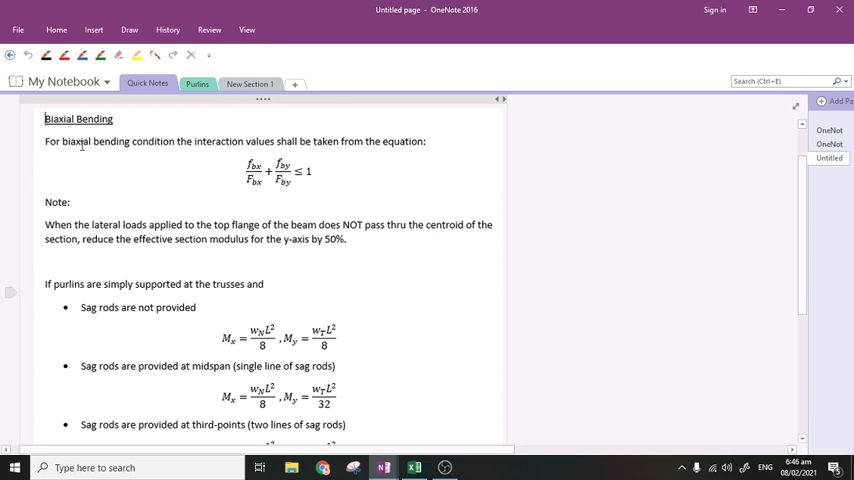 Untitled page - OneNote 2016
Sign in
File Home Insert Draw History Review View
My Notebook Quick Notes Purlins New Section 1 +
Search (Ctrl+E)
Add Pa
OneNot
OneNot
Untitled
Biaxial Bending
For biaxial bending condition the interaction values shall be taken from the equation:
f_bx/F_bx + f_by/F_by ≤ 1
Note:
When the lateral loads applied to the top flange of the beam does NOT pass thru the centroid of the
section, reduce the effective section modulus for the y-axis by 50%.
If purlins are simply supported at the trusses and
• Sag rods are not provided
M_x = w_N L²/8 , M_y = w_T L²/8
• Sag rods are provided at midspan (single line of sag rods)
M_x = w_N L²/8 , M_y = w_T L²/32
• Sag rods are provided at third-points (two lines of sag rods)
Type here to search
ENG
6:46 am
08/02/2021
5